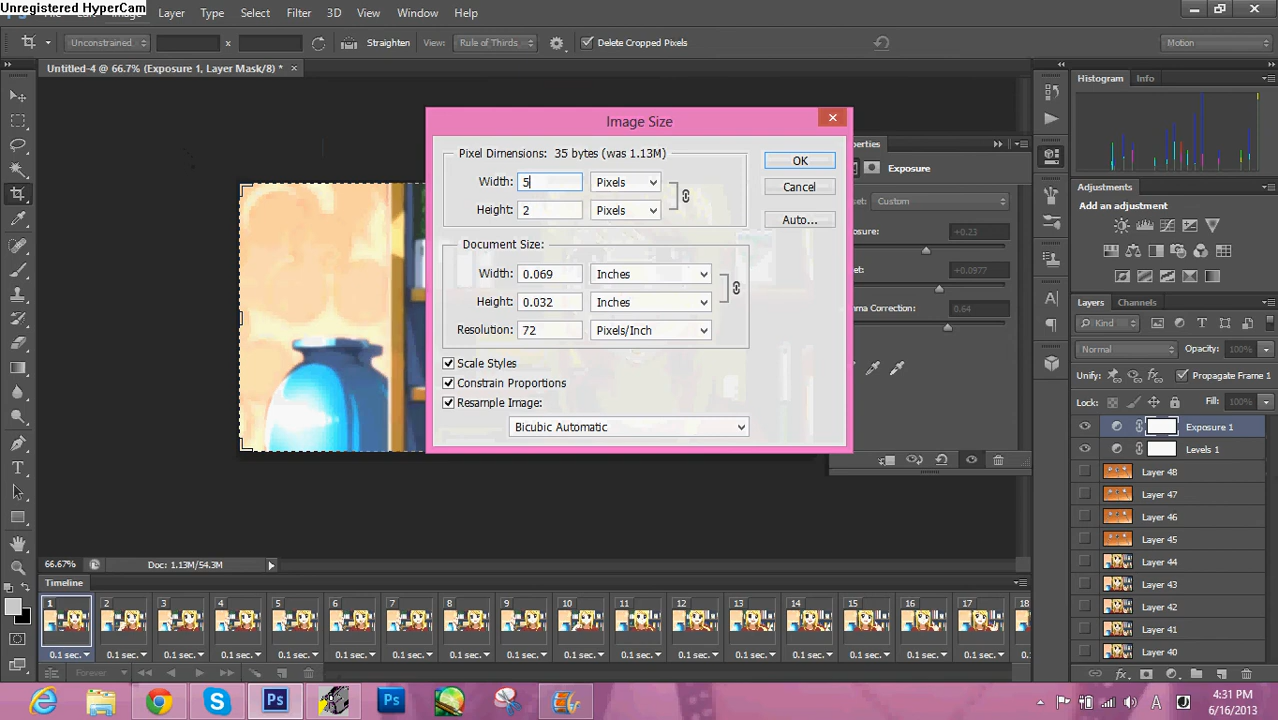 Unregistered HyperCam
Image Layer Type Select Filter 3D View Window Help
Unconstrained x Straighten View: Rule of Thirds Delete Cropped Pixels Motion
Untitled-4 @ 66.7% (Exposure 1, Layer Mask/8) * ×
Histogram Info
Image Size
Pixel Dimensions: 35 bytes (was 1.13M)
Width: 5 Pixels
Height: 2 Pixels
OK
Cancel
Auto...
Document Size:
Width: 0.069 Inches
Height: 0.032 Inches
Resolution: 72 Pixels/Inch
Scale Styles
Constrain Proportions
Resample Image:
Bicubic Automatic
Exposure
Custom
+0.23
+0.0977
0.64
Adjustments
Add an adjustment
Layers Channels
Kind
Normal Opacity: 100%
Unify: Propagate Frame 1
Lock: Fill: 100%
Exposure 1
Levels 1
Layer 48
Layer 47
Layer 46
Layer 45
Layer 44
Layer 43
Layer 42
Layer 41
Layer 40
66.67% Doc: 1.13M/54.3M
Timeline
1 2 3 4 5 6 7 8 9 10 11 12 13 14 15 16 17 18
0.1 sec. 0.1 sec. 0.1 sec. 0.1 sec. 0.1 sec. 0.1 sec. 0.1 sec. 0.1 sec. 0.1 sec. 0.1 sec. 0.1 sec. 0.1 sec. 0.1 sec. 0.1 sec. 0.1 sec. 0.1 sec. 0.1 sec.
Forever
4:31 PM
6/16/2013